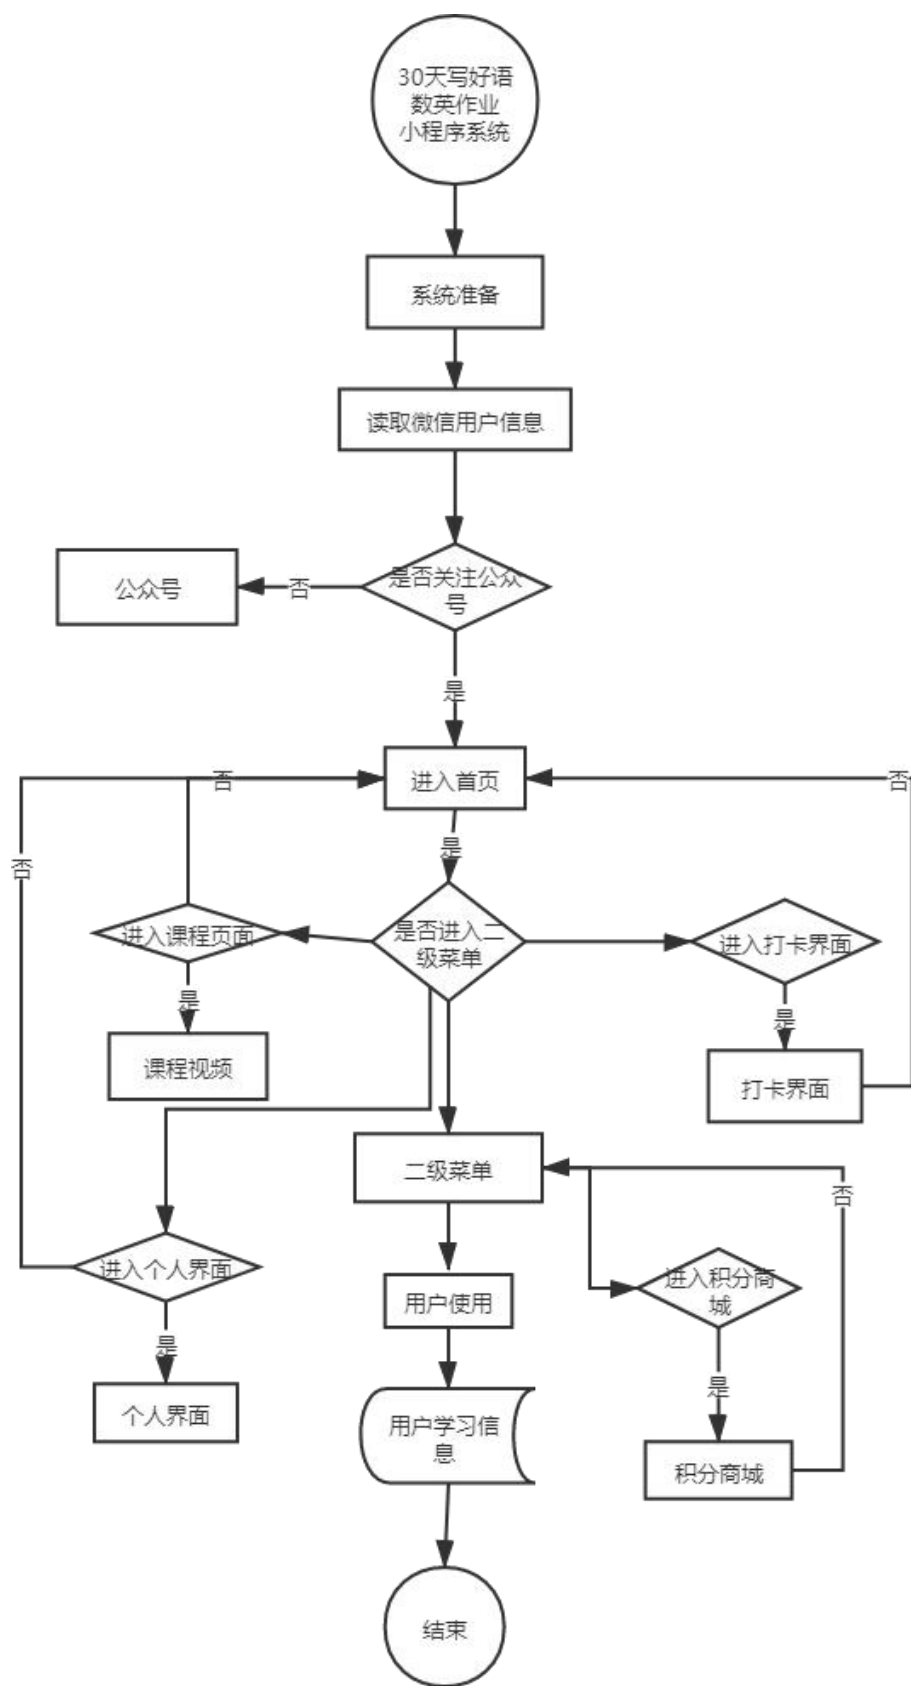 30天写好语
数英作业
小程序系统
系统准备
读取微信用户信息
是否关注公众
号
否
公众号
是
进入首页
否
否
否
是
是否进入二
级菜单
进入课程页面
进入打卡界面
是
是
课程视频
打卡界面
二级菜单
否
进入个人界面
进入积分商
城
用户使用
是
是
个人界面
用户学习信
息
积分商城
结束